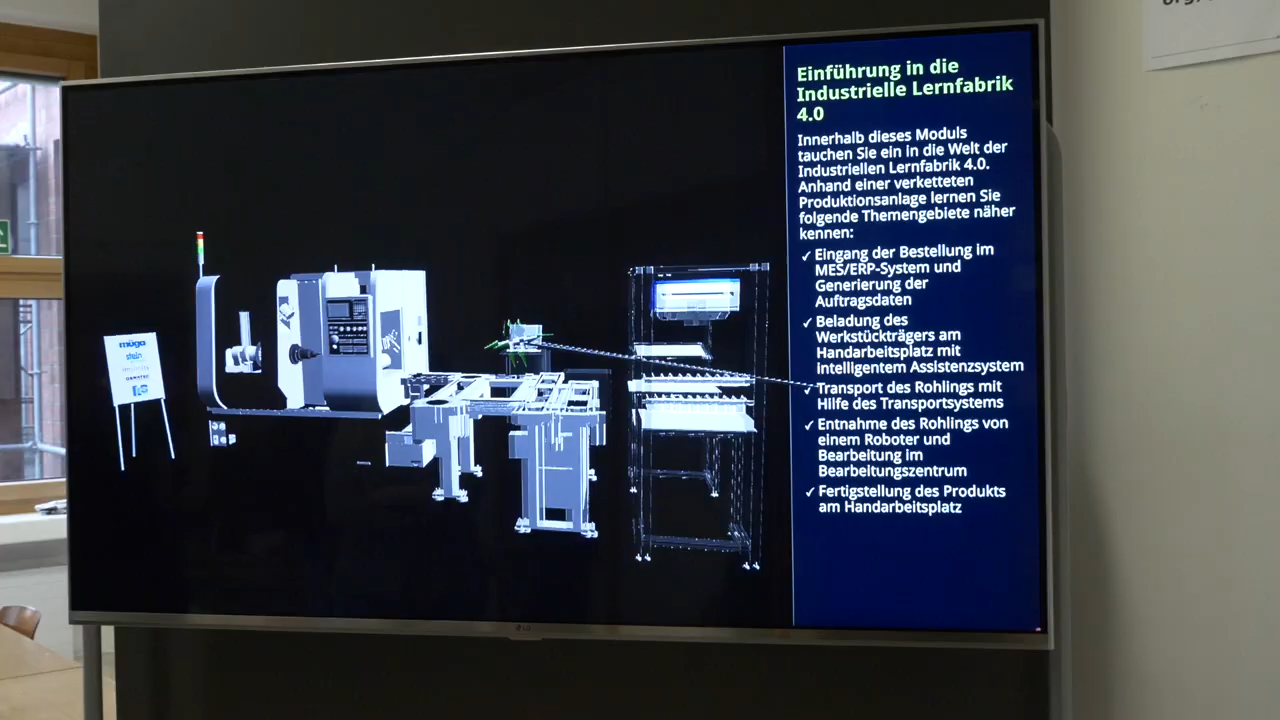 Einführung in die
Industrielle Lernfabrik
4.0
Innerhalb dieses Moduls
tauchen Sie ein in die Welt der
Industriellen Lernfabrik 4.0.
Anhand einer verketteten
Produktionsanlage lernen Sie
folgende Themengebiete näher
kennen:
✓ Eingang der Bestellung im
MES/ERP-System und
Generierung der
Auftragsdaten
✓ Beladung des
Werkstückträgers am
Handarbeitsplatz mit
intelligentem Assistenzsystem
✓ Transport des Rohlings mit
Hilfe des Transportsystems
✓ Entnahme des Rohlings von
einem Roboter und
Bearbeitung im
Bearbeitungszentrum
✓ Fertigstellung des Produkts
am Handarbeitsplatz
müga
stein
LG